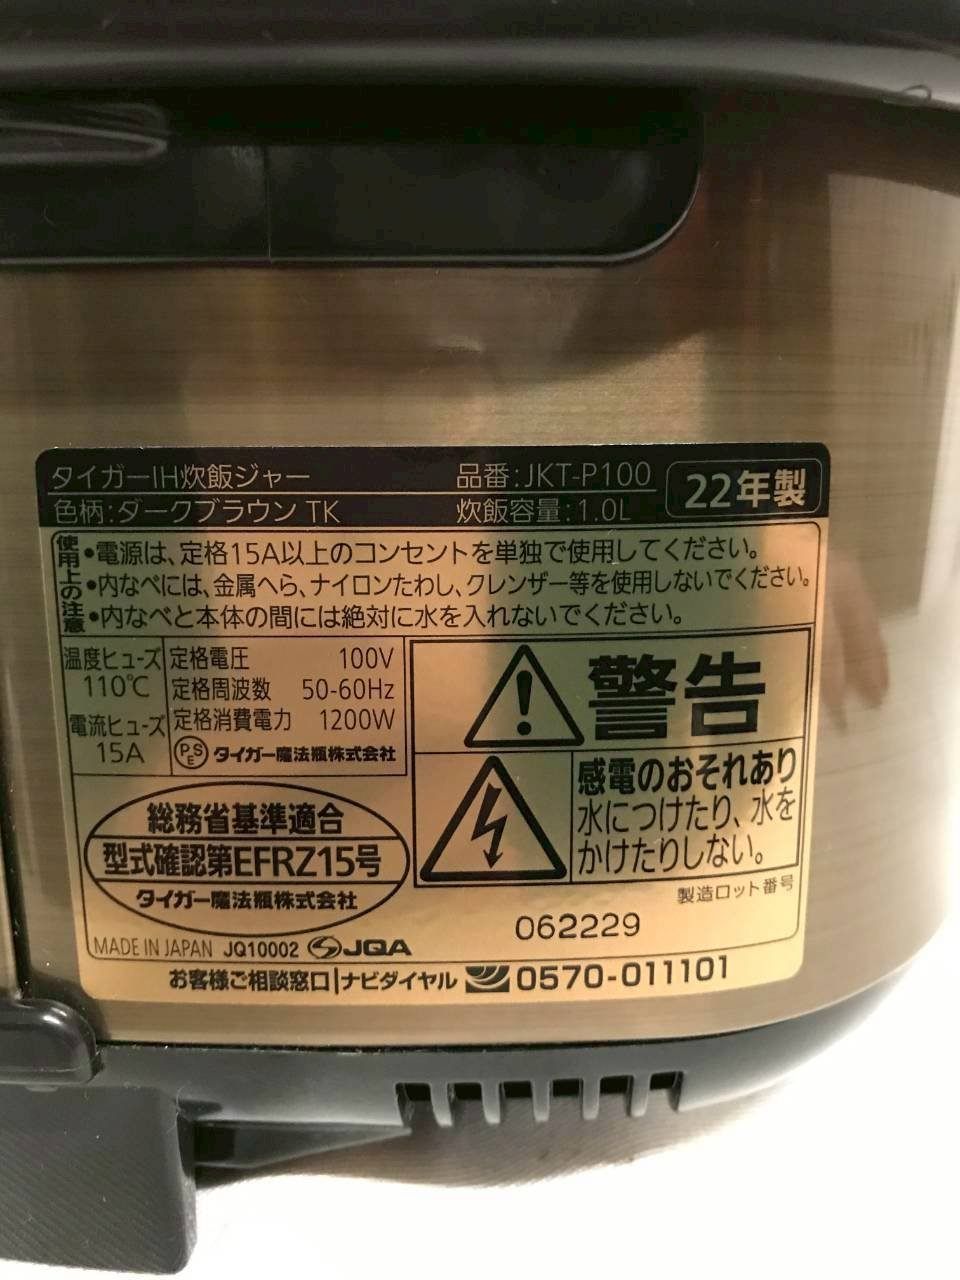 タイガーIH炊飯ジャー 品番:JKT-P100 22年製
色柄:ダークブラウン TK 炊飯容量:1.0L
使用上の注意
•電源は、定格15A以上のコンセントを単独で使用してください。
•内なべには、金属へら、ナイロンたわし、クレンザー等を使用しないでください。
•内なべと本体の間には絶対に水を入れないでください。
温度ヒューズ
110℃
電流ヒューズ
15A
定格電圧 100V
定格周波数 50-60Hz
定格消費電力 1200W
PSE タイガー魔法瓶株式会社
警告
感電のおそれあり
水につけたり、水を
かけたりしない。
総務省基準適合
型式確認第EFRZ15号
タイガー魔法瓶株式会社
製造ロット番号
062229
MADE IN JAPAN JQ10002 JQA
お客様ご相談窓口|ナビダイヤル 0570-011101